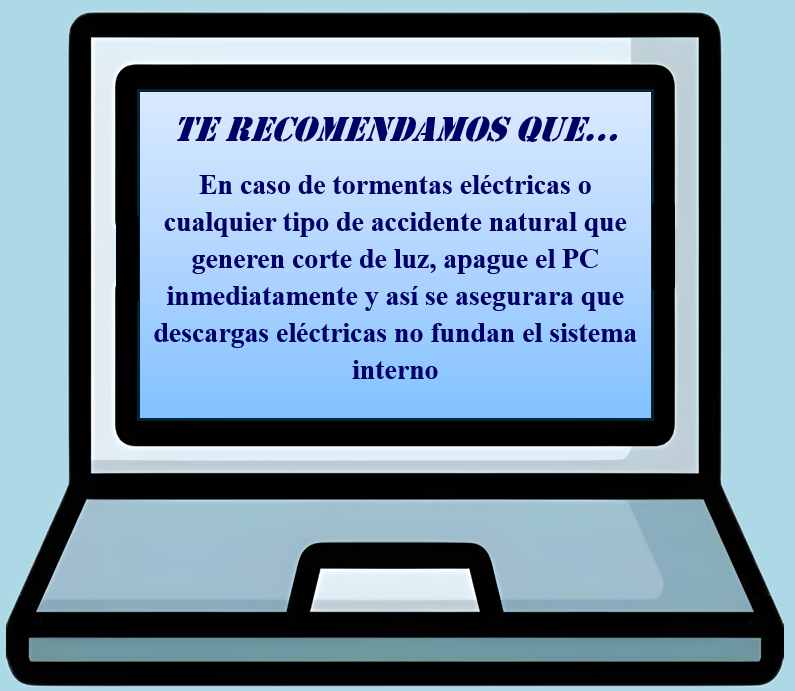 TE RECOMENDAMOS QUE...
En caso de tormentas eléctricas o
cualquier tipo de accidente natural que
generen corte de luz, apague el PC
inmediatamente y así se asegurara que
descargas eléctricas no fundan el sistema
interno